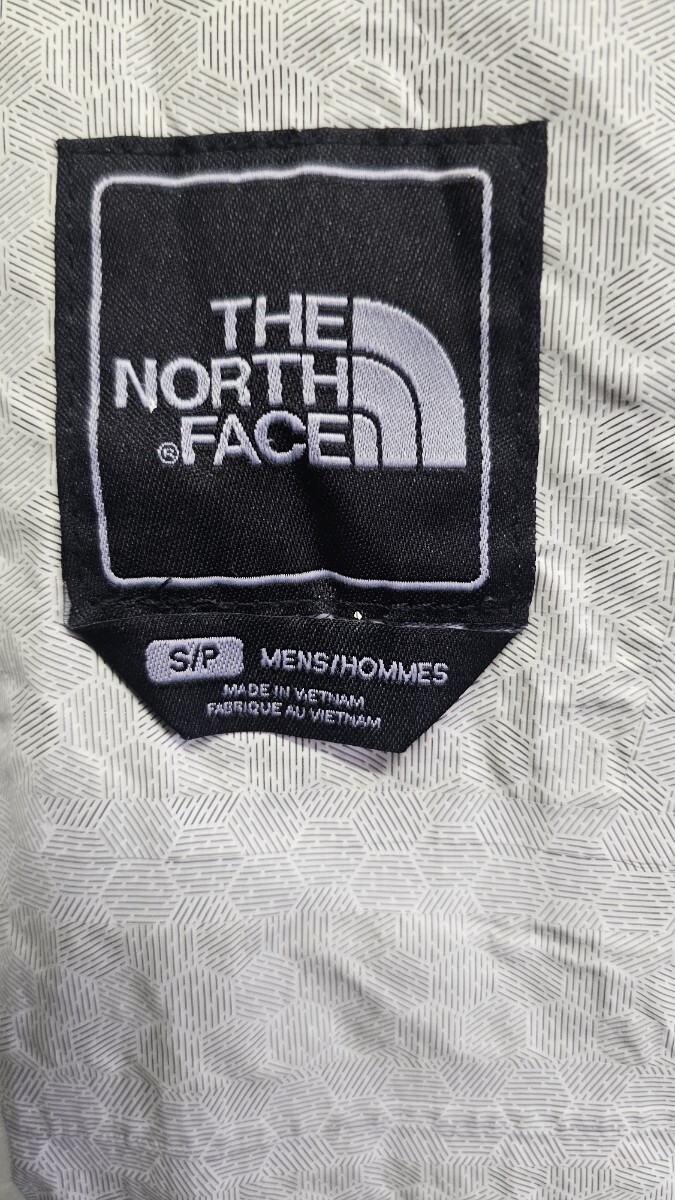 THE
NORTH
®FACE
S/P MENS/HOMMES
MADE IN VIETNAM
FABRIQUE AU VIETNAM